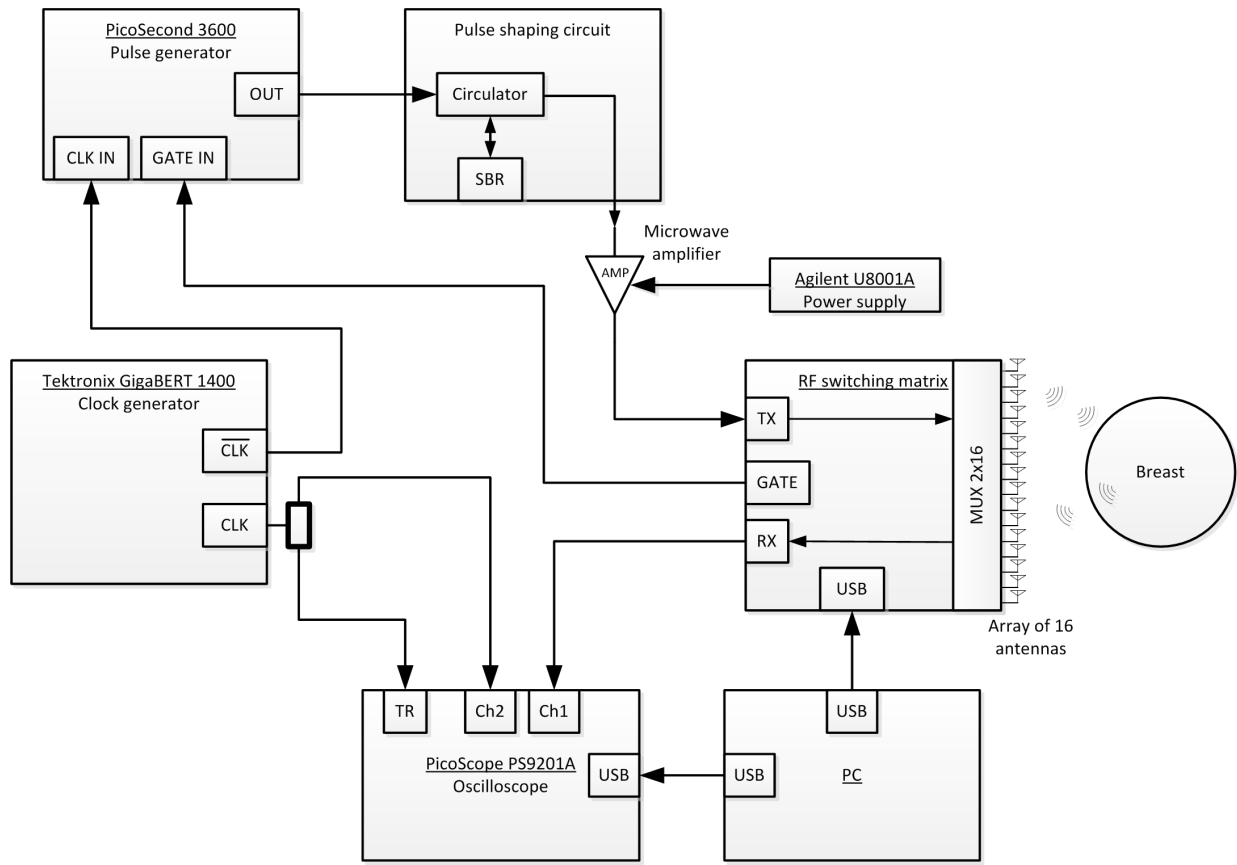 PicoSecond 3600
Pulse generator
OUT
CLK IN
GATE IN
Pulse shaping circuit
Circulator
SBR
Microwave
amplifier
AMP
Agilent U8001A
Power supply
Tektronix GigaBERT 1400
Clock generator
C̅L̅K̅
CLK
RF switching matrix
TX
GATE
RX
USB
MUX 2x16
Array of 16
antennas
Breast
TR
Ch2
Ch1
PicoScope PS9201A
Oscilloscope
USB
USB
USB
PC